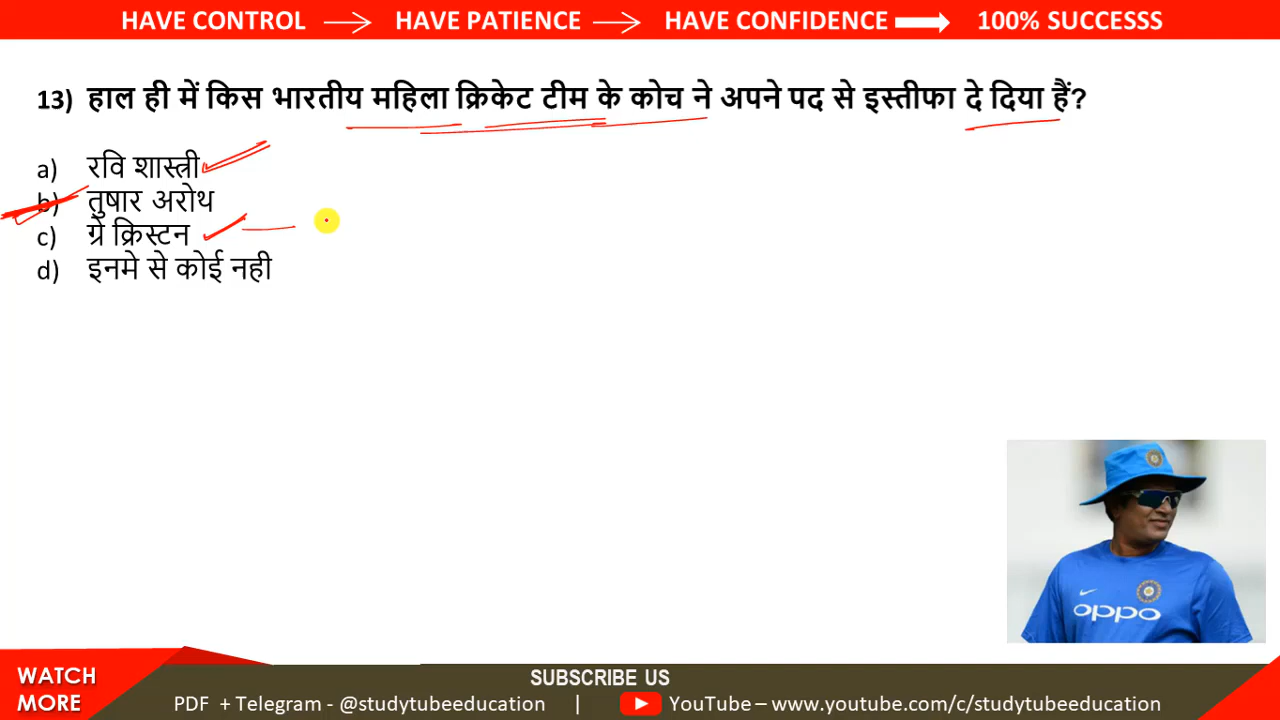 HAVE CONTROL HAVE PATIENCE HAVE CONFIDENCE 100% SUCCESSS
13) हाल ही में किस भारतीय महिला क्रिकेट टीम के कोच ने अपने पद से इस्तीफा दे दिया हैं?
a) रवि शास्त्री
b) तुषार अरोथ
c) ग्रे क्रिस्टन
d) इनमे से कोई नही
oppo
WATCH MORE
SUBSCRIBE US
PDF + Telegram - @studytubeeducation | YouTube – www.youtube.com/c/studytubeeducation